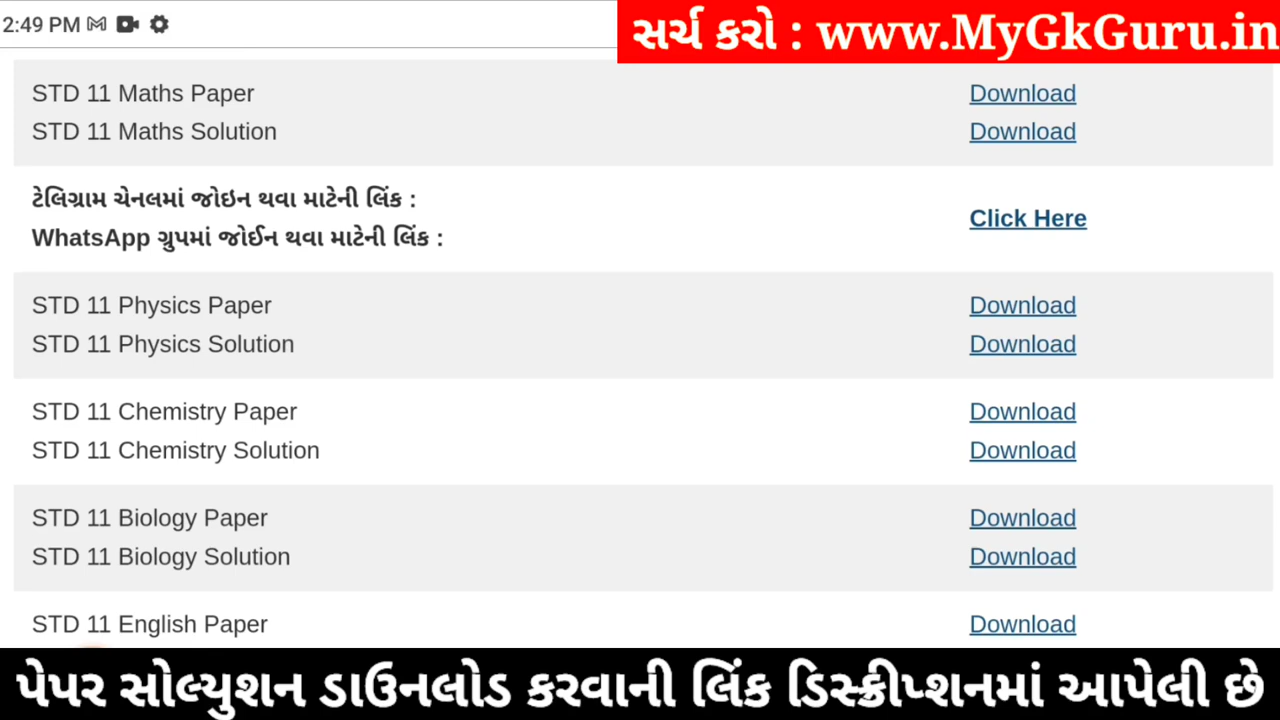 2:49 PM
સર્ચ કરો : www.MyGkGuru.in
STD 11 Maths Paper Download
STD 11 Maths Solution Download
ટેલિગ્રામ ચેનલમાં જોઇન થવા માટેની લિંક :
Click Here
WhatsApp ગ્રુપમાં જોઈન થવા માટેની લિંક :
STD 11 Physics Paper Download
STD 11 Physics Solution Download
STD 11 Chemistry Paper Download
STD 11 Chemistry Solution Download
STD 11 Biology Paper Download
STD 11 Biology Solution Download
STD 11 English Paper Download
પેપર સોલ્યુશન ડાઉનલોડ કરવાની લિંક ડિસ્ક્રીપ્શનમાં આપેલી છે